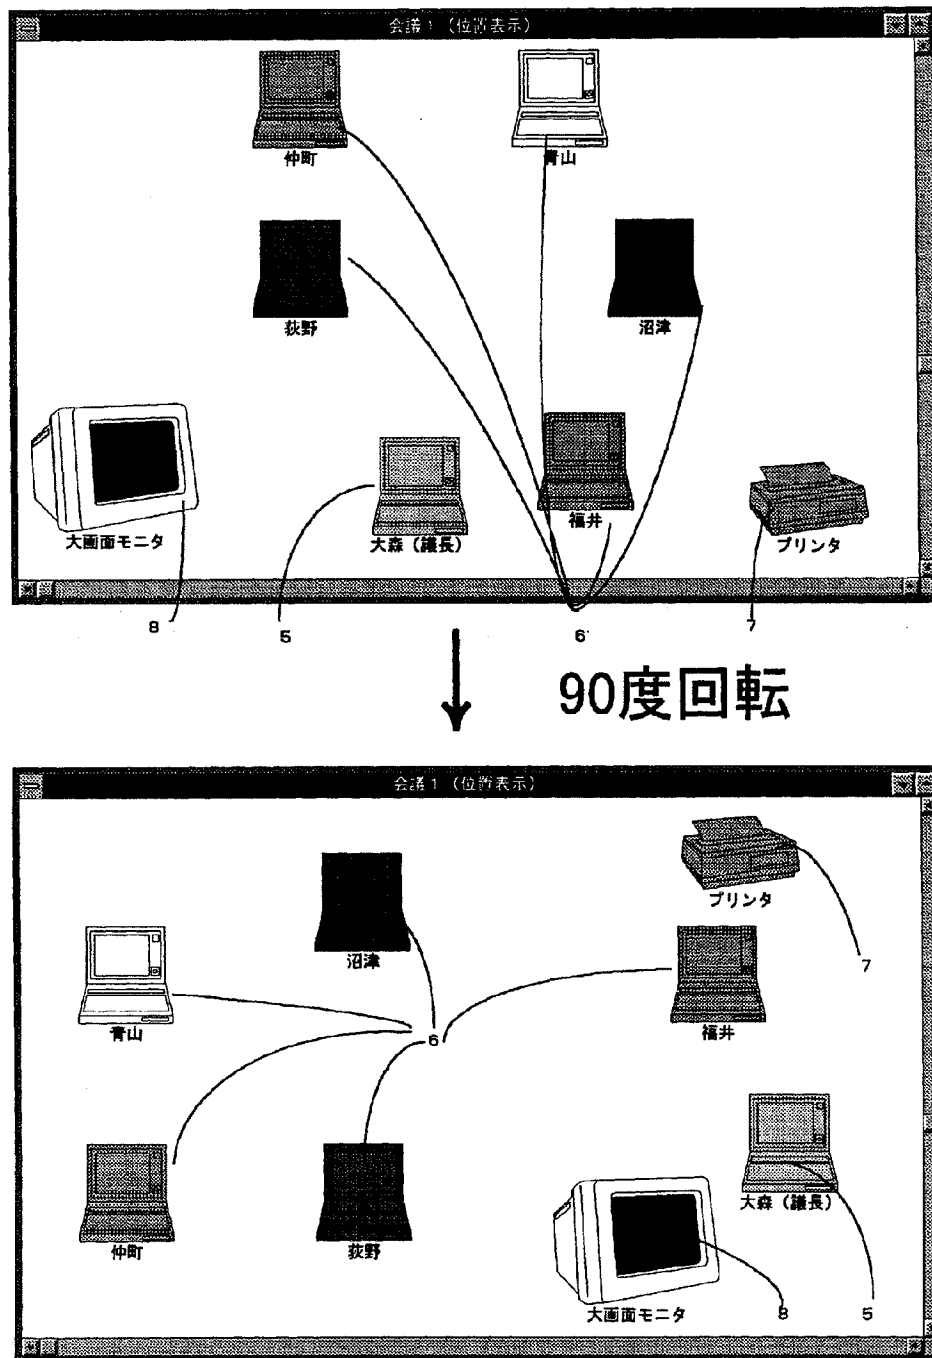 会議1（位置表示）
仲町
青山
荻野
沼津
大画面モニタ
大森（議長）
福井
プリンタ
8
5
6
7
90度回転
会議1（位置表示）
プリンタ
沼津
7
青山
6
福井
大森（議長）
仲町
荻野
大画面モニタ
8
5